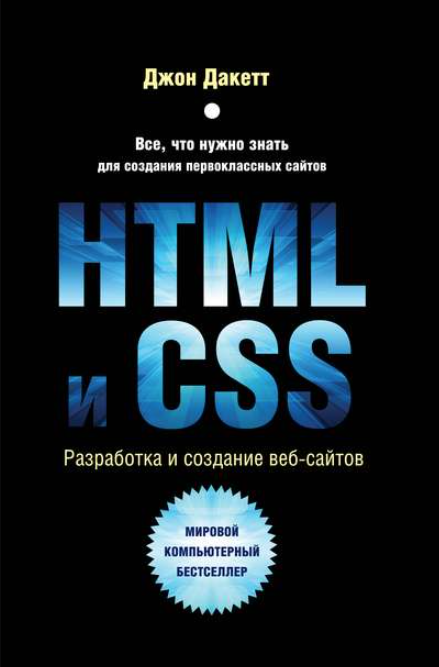 Джон Дакетт
Все, что нужно знать
для создания первоклассных сайтов
HTML
и CSS
Разработка и создание веб-сайтов
МИРОВОЙ
КОМПЬЮТЕРНЫЙ
БЕСТСЕЛЛЕР